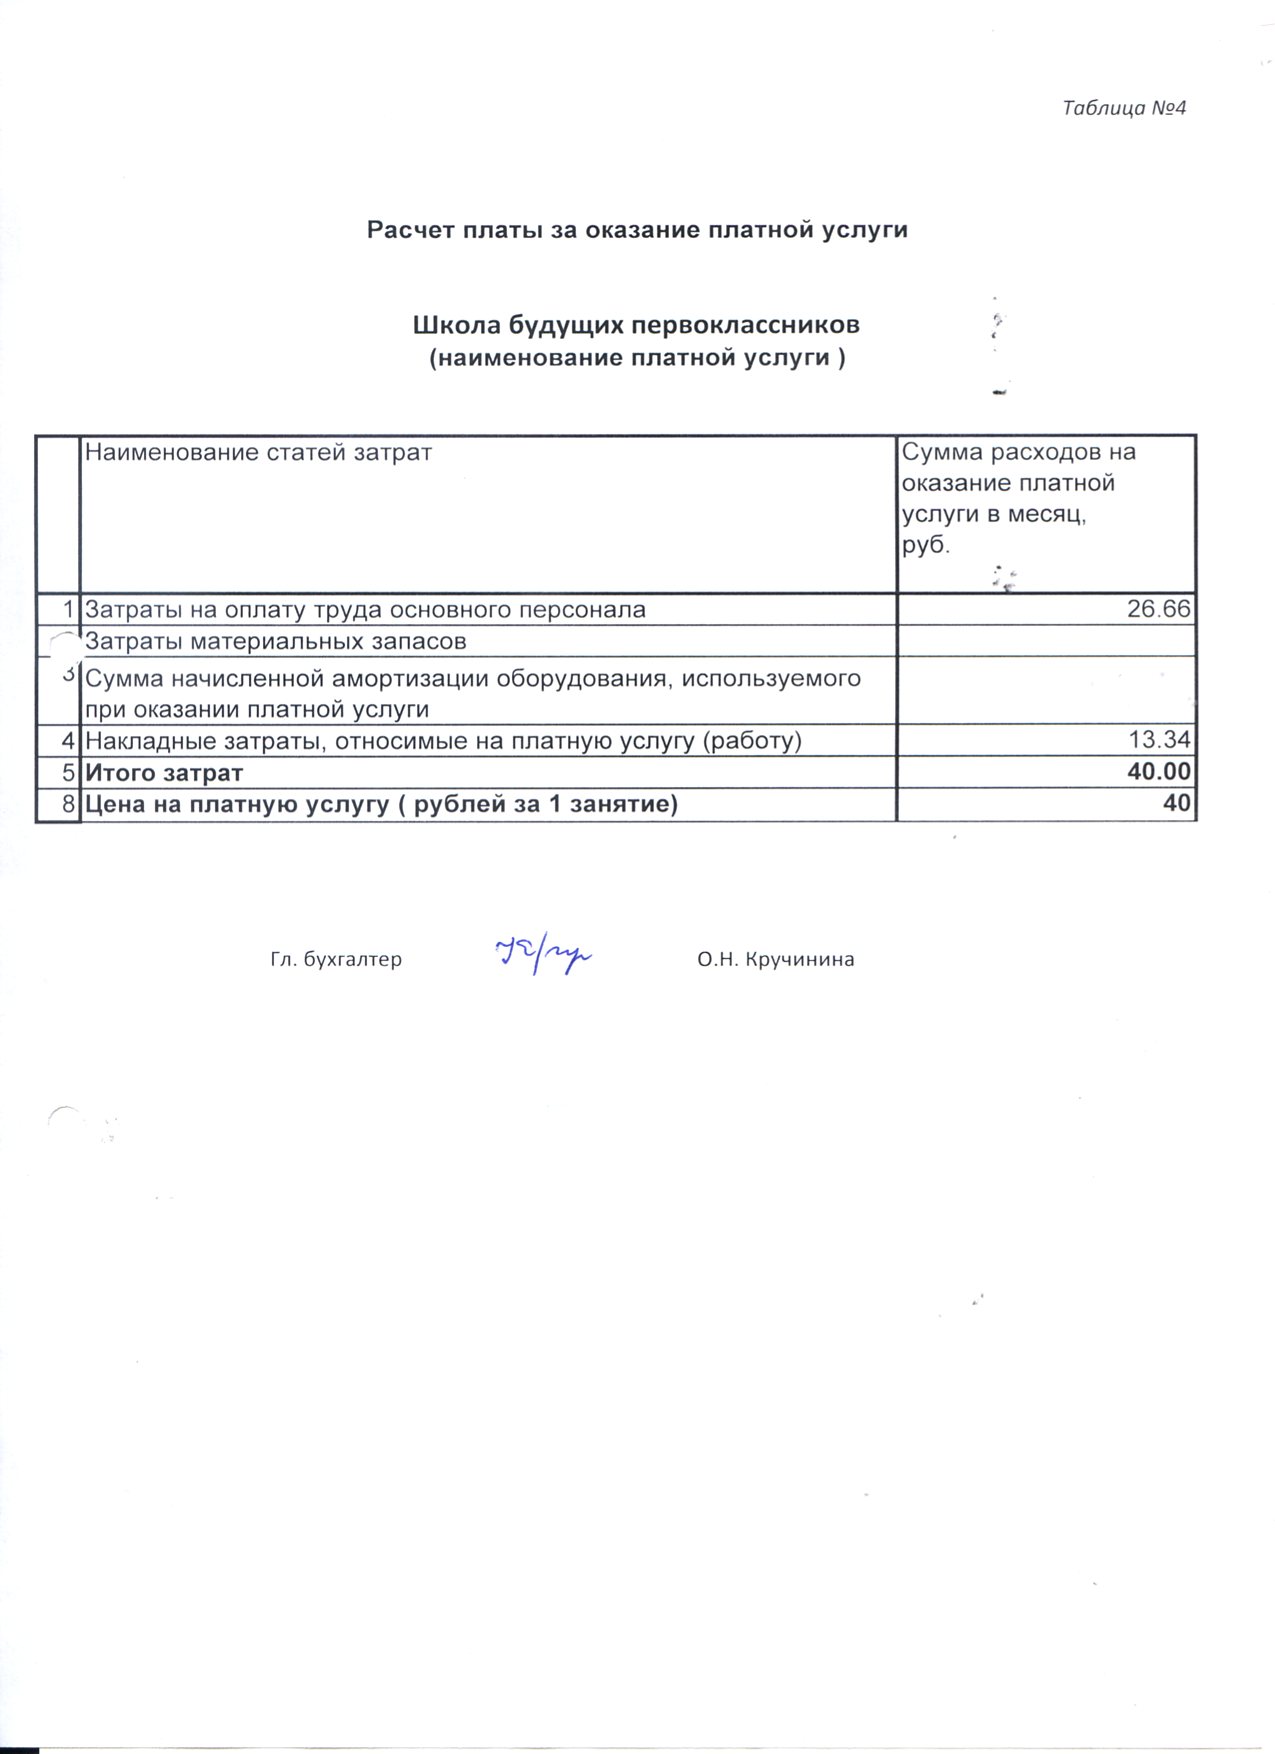 Таблица №4
Расчет платы за оказание платной услуги
Школа будущих первоклассников
(наименование платной услуги )
Наименование статей затрат
Сумма расходов на
оказание платной
услуги в месяц,
руб.
1 Затраты на оплату труда основного персонала 26.66
Затраты материальных запасов
3 Сумма начисленной амортизации оборудования, используемого
при оказании платной услуги
4 Накладные затраты, относимые на платную услугу (работу) 13.34
5 Итого затрат 40.00
8 Цена на платную услугу ( рублей за 1 занятие) 40
Гл. бухгалтер О.Н. Кручинина